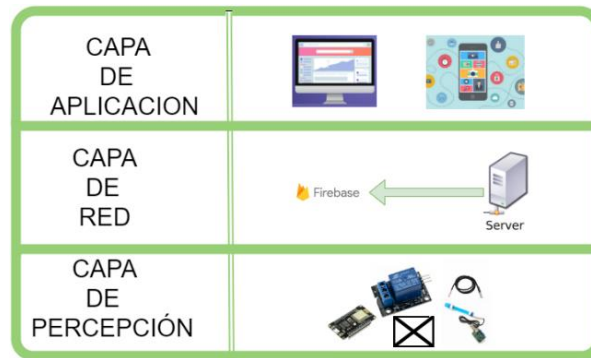 CAPA
DE
APLICACION
CAPA
DE
RED
Firebase
Server
CAPA
DE
PERCEPCIÓN